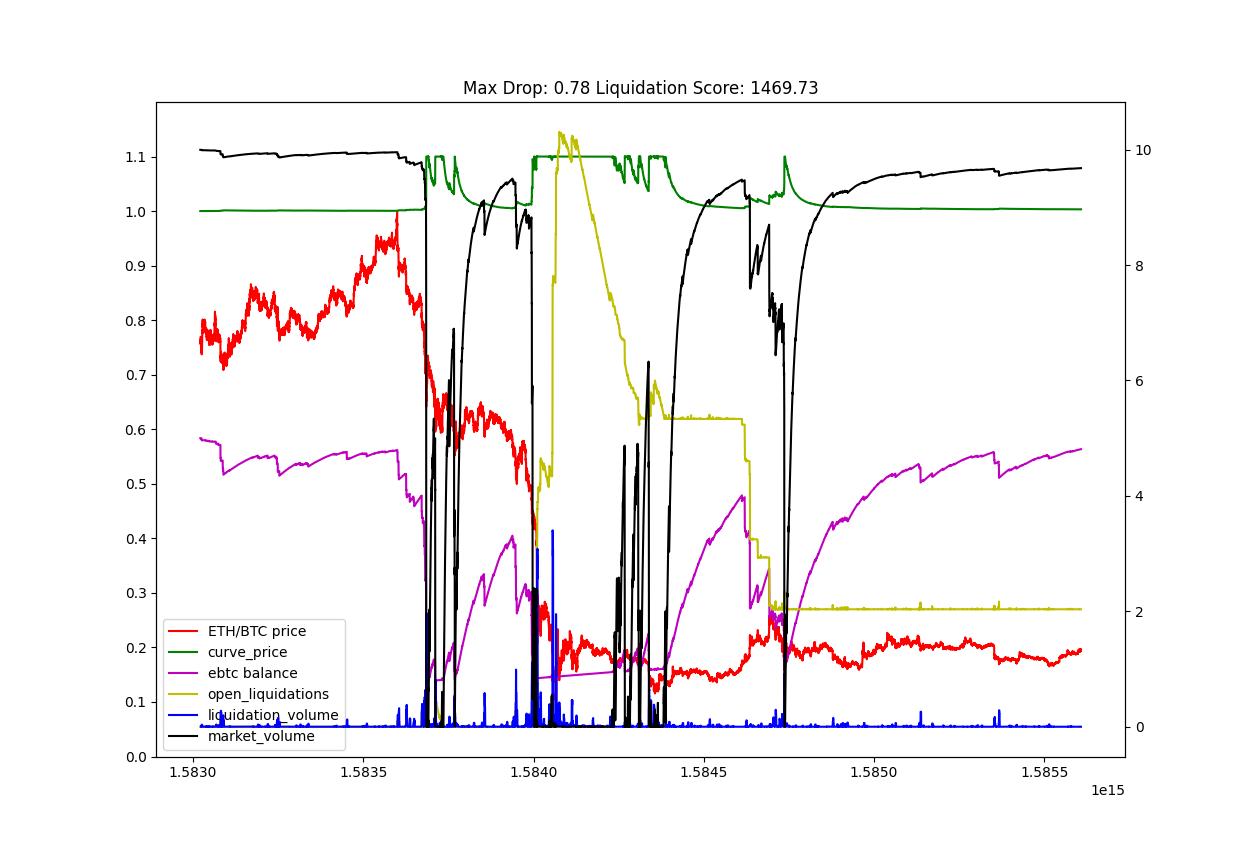 Max Drop: 0.78 Liquidation Score: 1469.73
1.1
1.0
0.9
0.8
0.7
0.6
0.5
0.4
0.3
0.2
0.1
0.0
10
8
6
4
2
0
ETH/BTC price
curve_price
ebtc balance
open_liquidations
liquidation_volume
market_volume
1.5830 1.5835 1.5840 1.5845 1.5850 1.5855
1e15